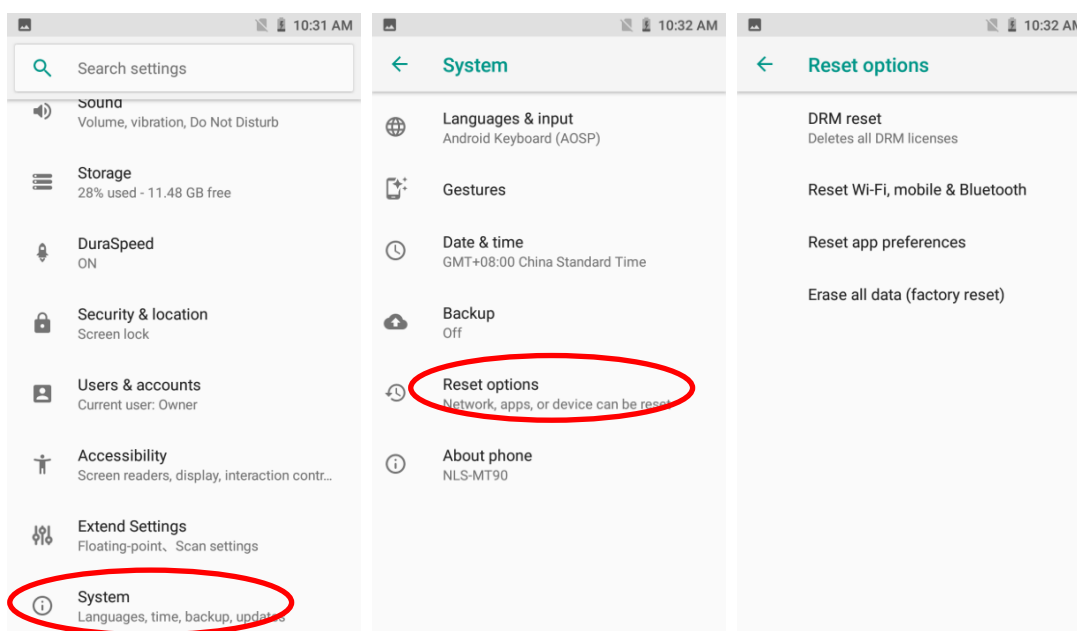 10:31 AM
Search settings
Sound
Volume, vibration, Do Not Disturb
Storage
28% used - 11.48 GB free
DuraSpeed
ON
Security & location
Screen lock
Users & accounts
Current user: Owner
Accessibility
Screen readers, display, interaction contr...
Extend Settings
Floating-point、Scan settings
System
Languages, time, backup, updates
10:32 AM
System
Languages & input
Android Keyboard (AOSP)
Gestures
Date & time
GMT+08:00 China Standard Time
Backup
Off
Reset options
Network, apps, or device can be reset
About phone
NLS-MT90
10:32 AM
Reset options
DRM reset
Deletes all DRM licenses
Reset Wi-Fi, mobile & Bluetooth
Reset app preferences
Erase all data (factory reset)